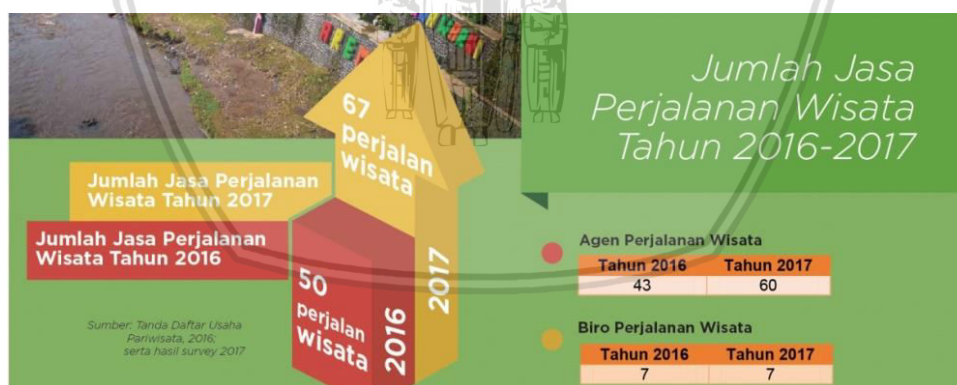 Jumlah Jasa
Perjalanan Wisata
Tahun 2016-2017
67
perjalan
wisata
Jumlah Jasa Perjalanan
Wisata Tahun 2017
Jumlah Jasa Perjalanan
Wisata Tahun 2016
50
perjalan
wisata
2016
2017
Sumber: Tanda Daftar Usaha
Pariwisata, 2016;
serta hasil survey 2017
Agen Perjalanan Wisata
Tahun 2016 Tahun 2017
43 60
Biro Perjalanan Wisata
Tahun 2016 Tahun 2017
7 7